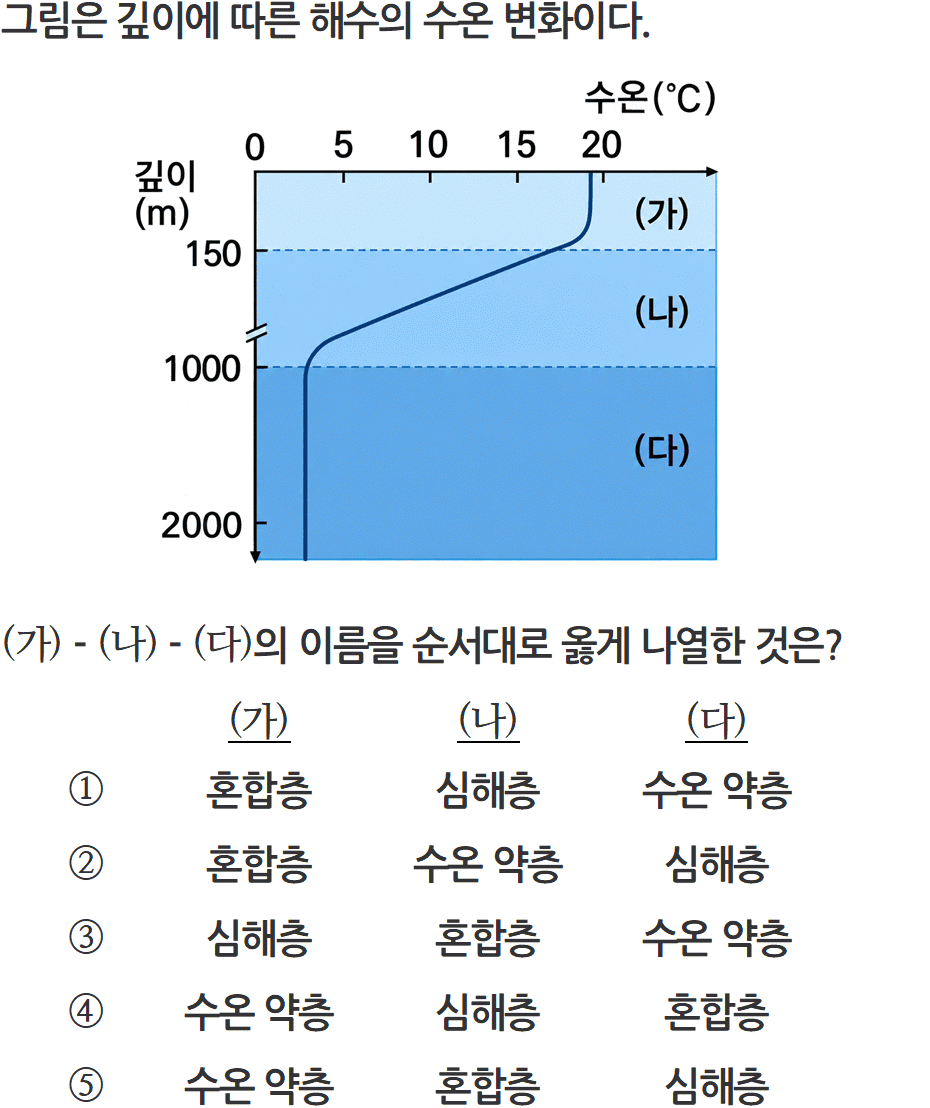 그림은 깊이에 따른 해수의 수온 변화이다.
수온(℃)
0 5 10 15 20
깊이
(m)
(가)
150
(나)
1000
(다)
2000
(가) - (나) - (다)의 이름을 순서대로 옳게 나열한 것은?
(가) (나) (다)
① 혼합층 심해층 수온 약층
② 혼합층 수온 약층 심해층
③ 심해층 혼합층 수온 약층
④ 수온 약층 심해층 혼합층
⑤ 수온 약층 혼합층 심해층